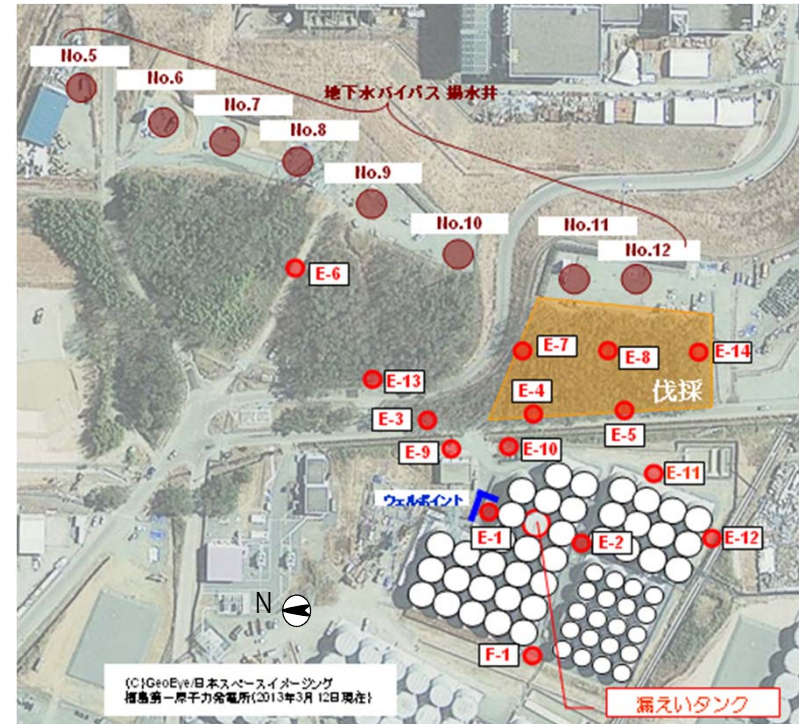 No.5
No.6
No.7
地下水バイパス 揚水井
No.8
No.9
No.10
No.11
No.12
E-6
E-7
E-8
E-14
E-13
伐採
E-4
E-3
E-5
E-9
E-10
E-11
ウェルポイント
E-1
E-2
E-12
N
F-1
(C)GeoEye/日本スペースイメージング
福島第一原子力発電所(2013年3月12日現在)
漏えいタンク